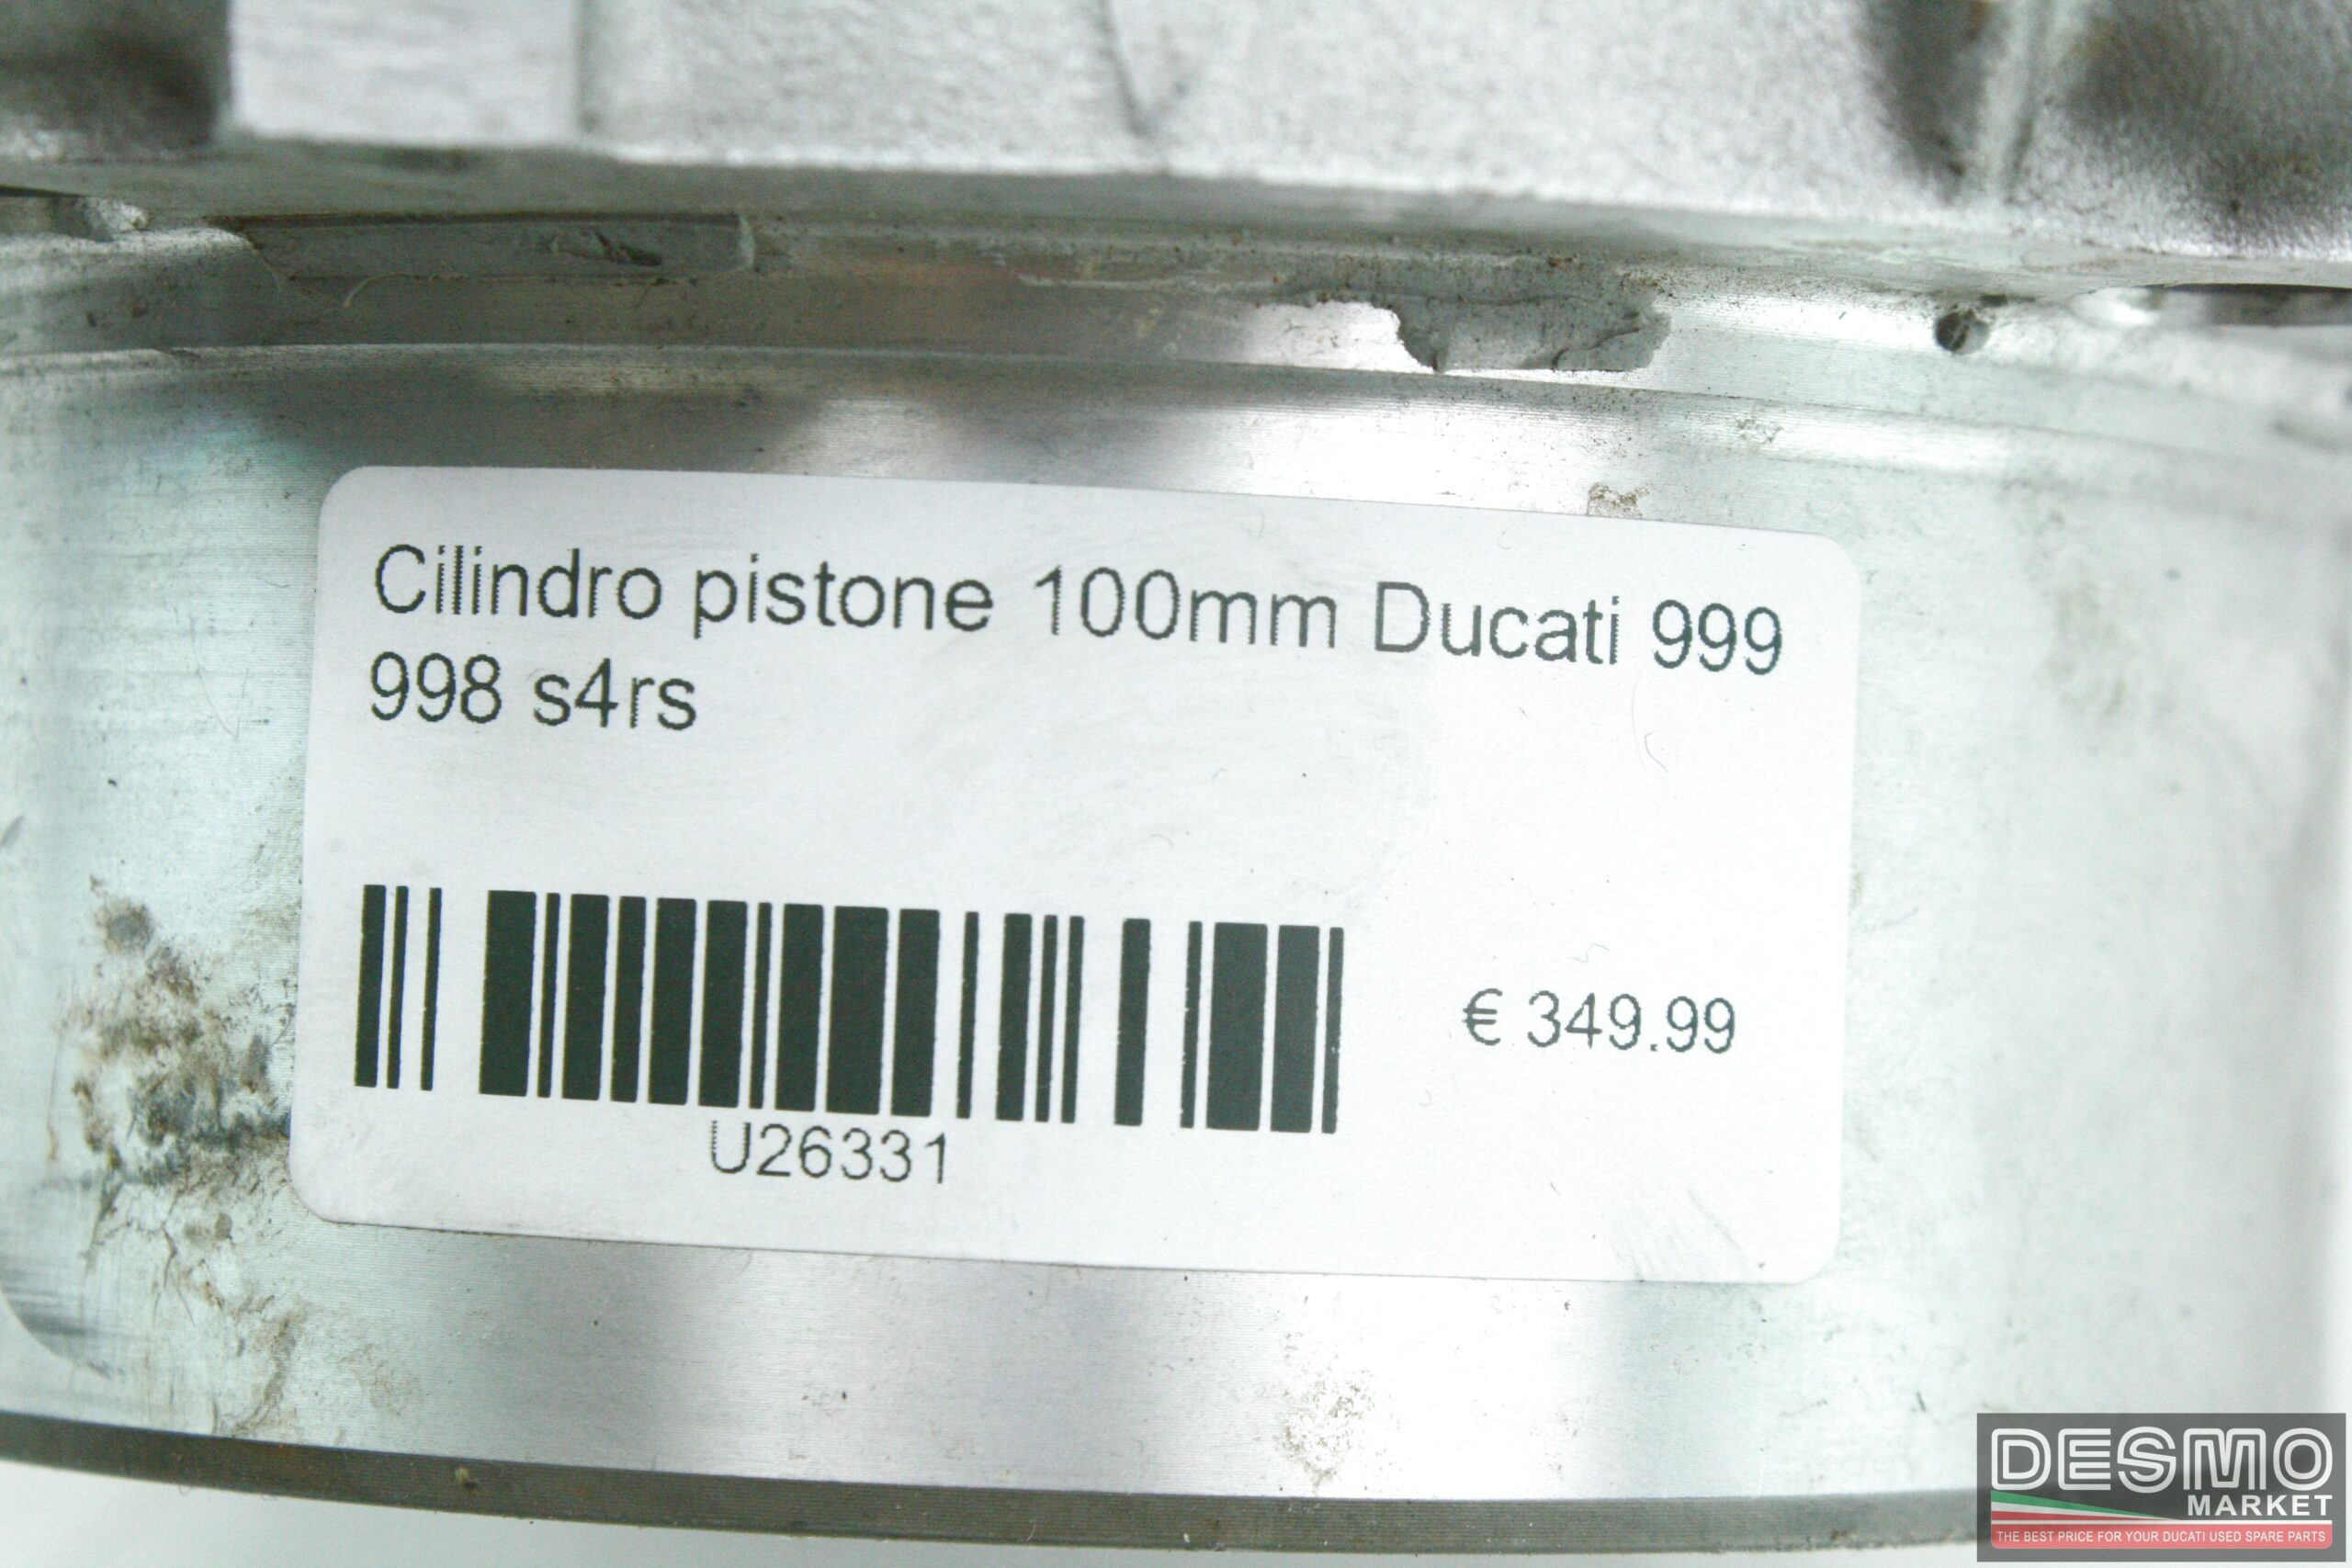 Cilindro pistone 100mm Ducati 999
998 s4rs
€ 349.99
U26331
DESMO
MARKET
THE BEST PRICE FOR YOUR DUCATI USED SPARE PARTS